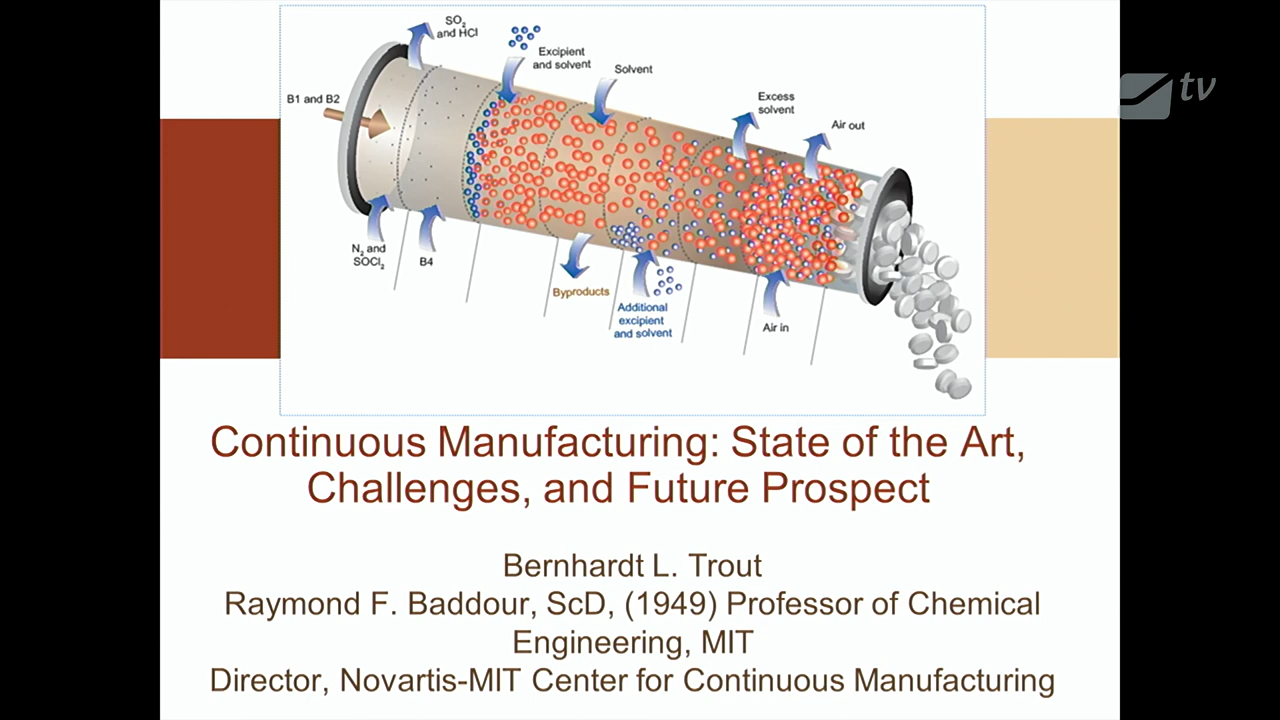 SO2
and HCl
Excipient
and solvent
Solvent
B1 and B2
Excess
solvent
Air out
N2 and
SOCl2
B4
Byproducts
Additional
excipient
and solvent
Air in
tv
Continuous Manufacturing: State of the Art,
Challenges, and Future Prospect
Bernhardt L. Trout
Raymond F. Baddour, ScD, (1949) Professor of Chemical
Engineering, MIT
Director, Novartis-MIT Center for Continuous Manufacturing